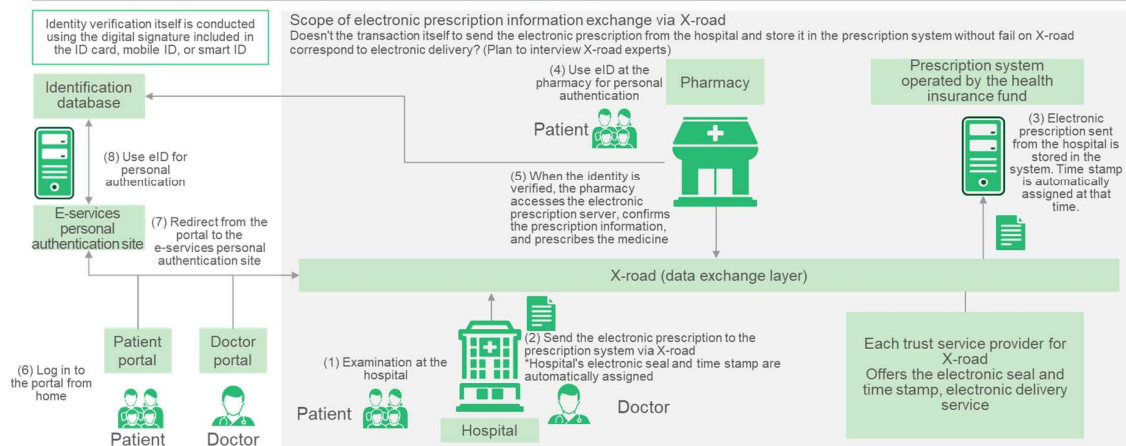 Identity verification itself is conducted
using the digital signature included in
the ID card, mobile ID, or smart ID
Scope of electronic prescription information exchange via X-road
Doesn't the transaction itself to send the electronic prescription from the hospital and store it in the prescription system without fail on X-road
correspond to electronic delivery? (Plan to interview X-road experts)
Identification
database
(8) Use eID for
personal
authentication
E-services
personal
authentication site
(7) Redirect from the
portal to the
e-services personal
authentication site
(4) Use eID at the
pharmacy for personal
authentication
Patient
Pharmacy
(5) When the identity is
verified, the pharmacy
accesses the electronic
prescription server, confirms
the prescription information,
and prescribes the medicine
Prescription system
operated by the health
insurance fund
(3) Electronic
prescription sent
from the hospital is
stored in the
system. Time stamp
is automatically
assigned at that
time.
X-road (data exchange layer)
Patient
portal
Doctor
portal
(6) Log in to
the portal from
home
Patient
Doctor
(1) Examination at the
hospital
Patient
Hospital
(2) Send the electronic prescription to the
prescription system via X-road
*Hospital's electronic seal and time stamp are
automatically assigned
Doctor
Each trust service provider for
X-road
Offers the electronic seal and
time stamp, electronic delivery
service